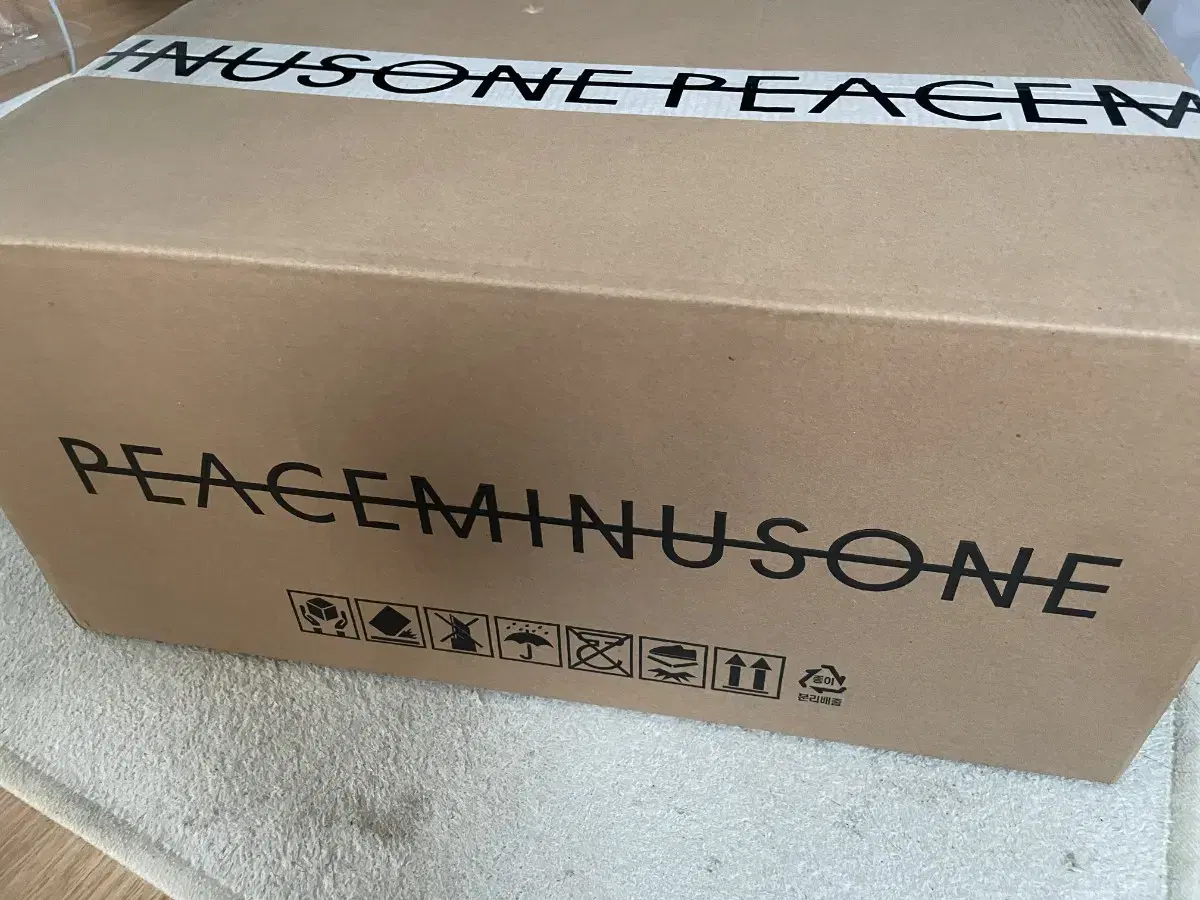 INUSONE PEACEM
PEACEMINUSONE
종이
분리배출